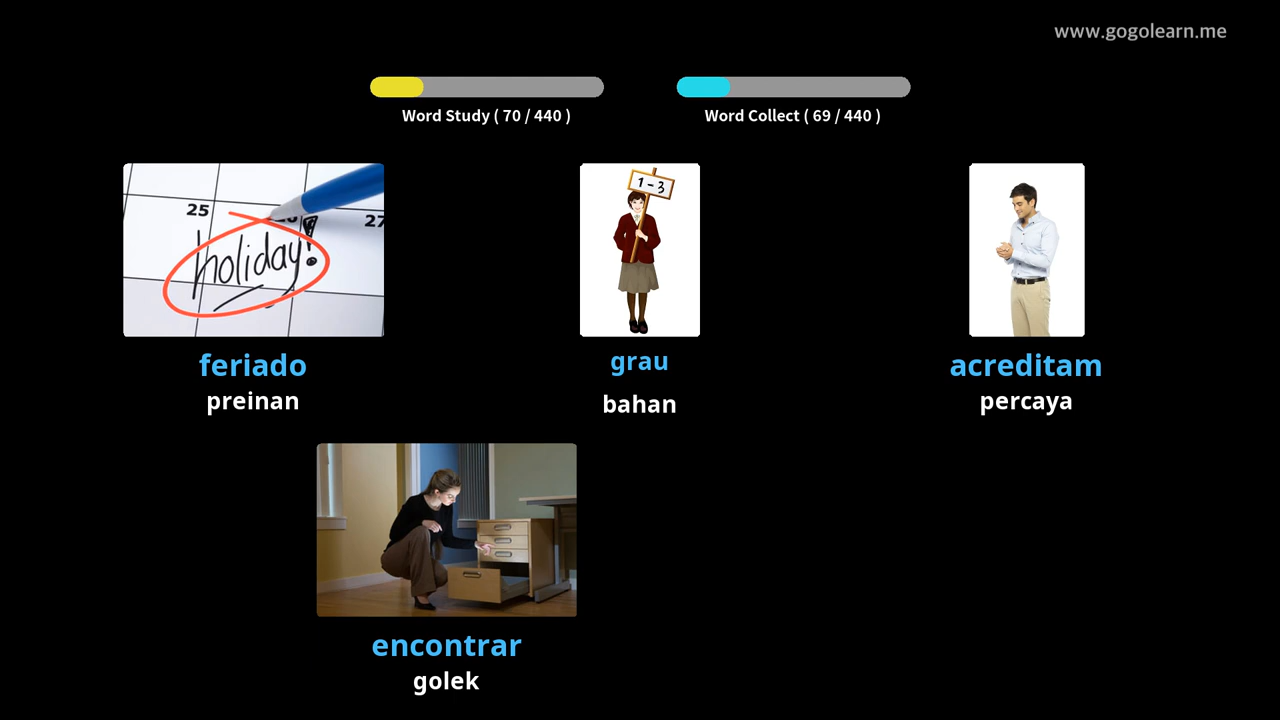 www.gogolearn.me
Word Study ( 70 / 440 )
Word Collect ( 69 / 440 )
25
27
holiday!
1 - 3
feriado
preinan
grau
bahan
acreditam
percaya
encontrar
golek